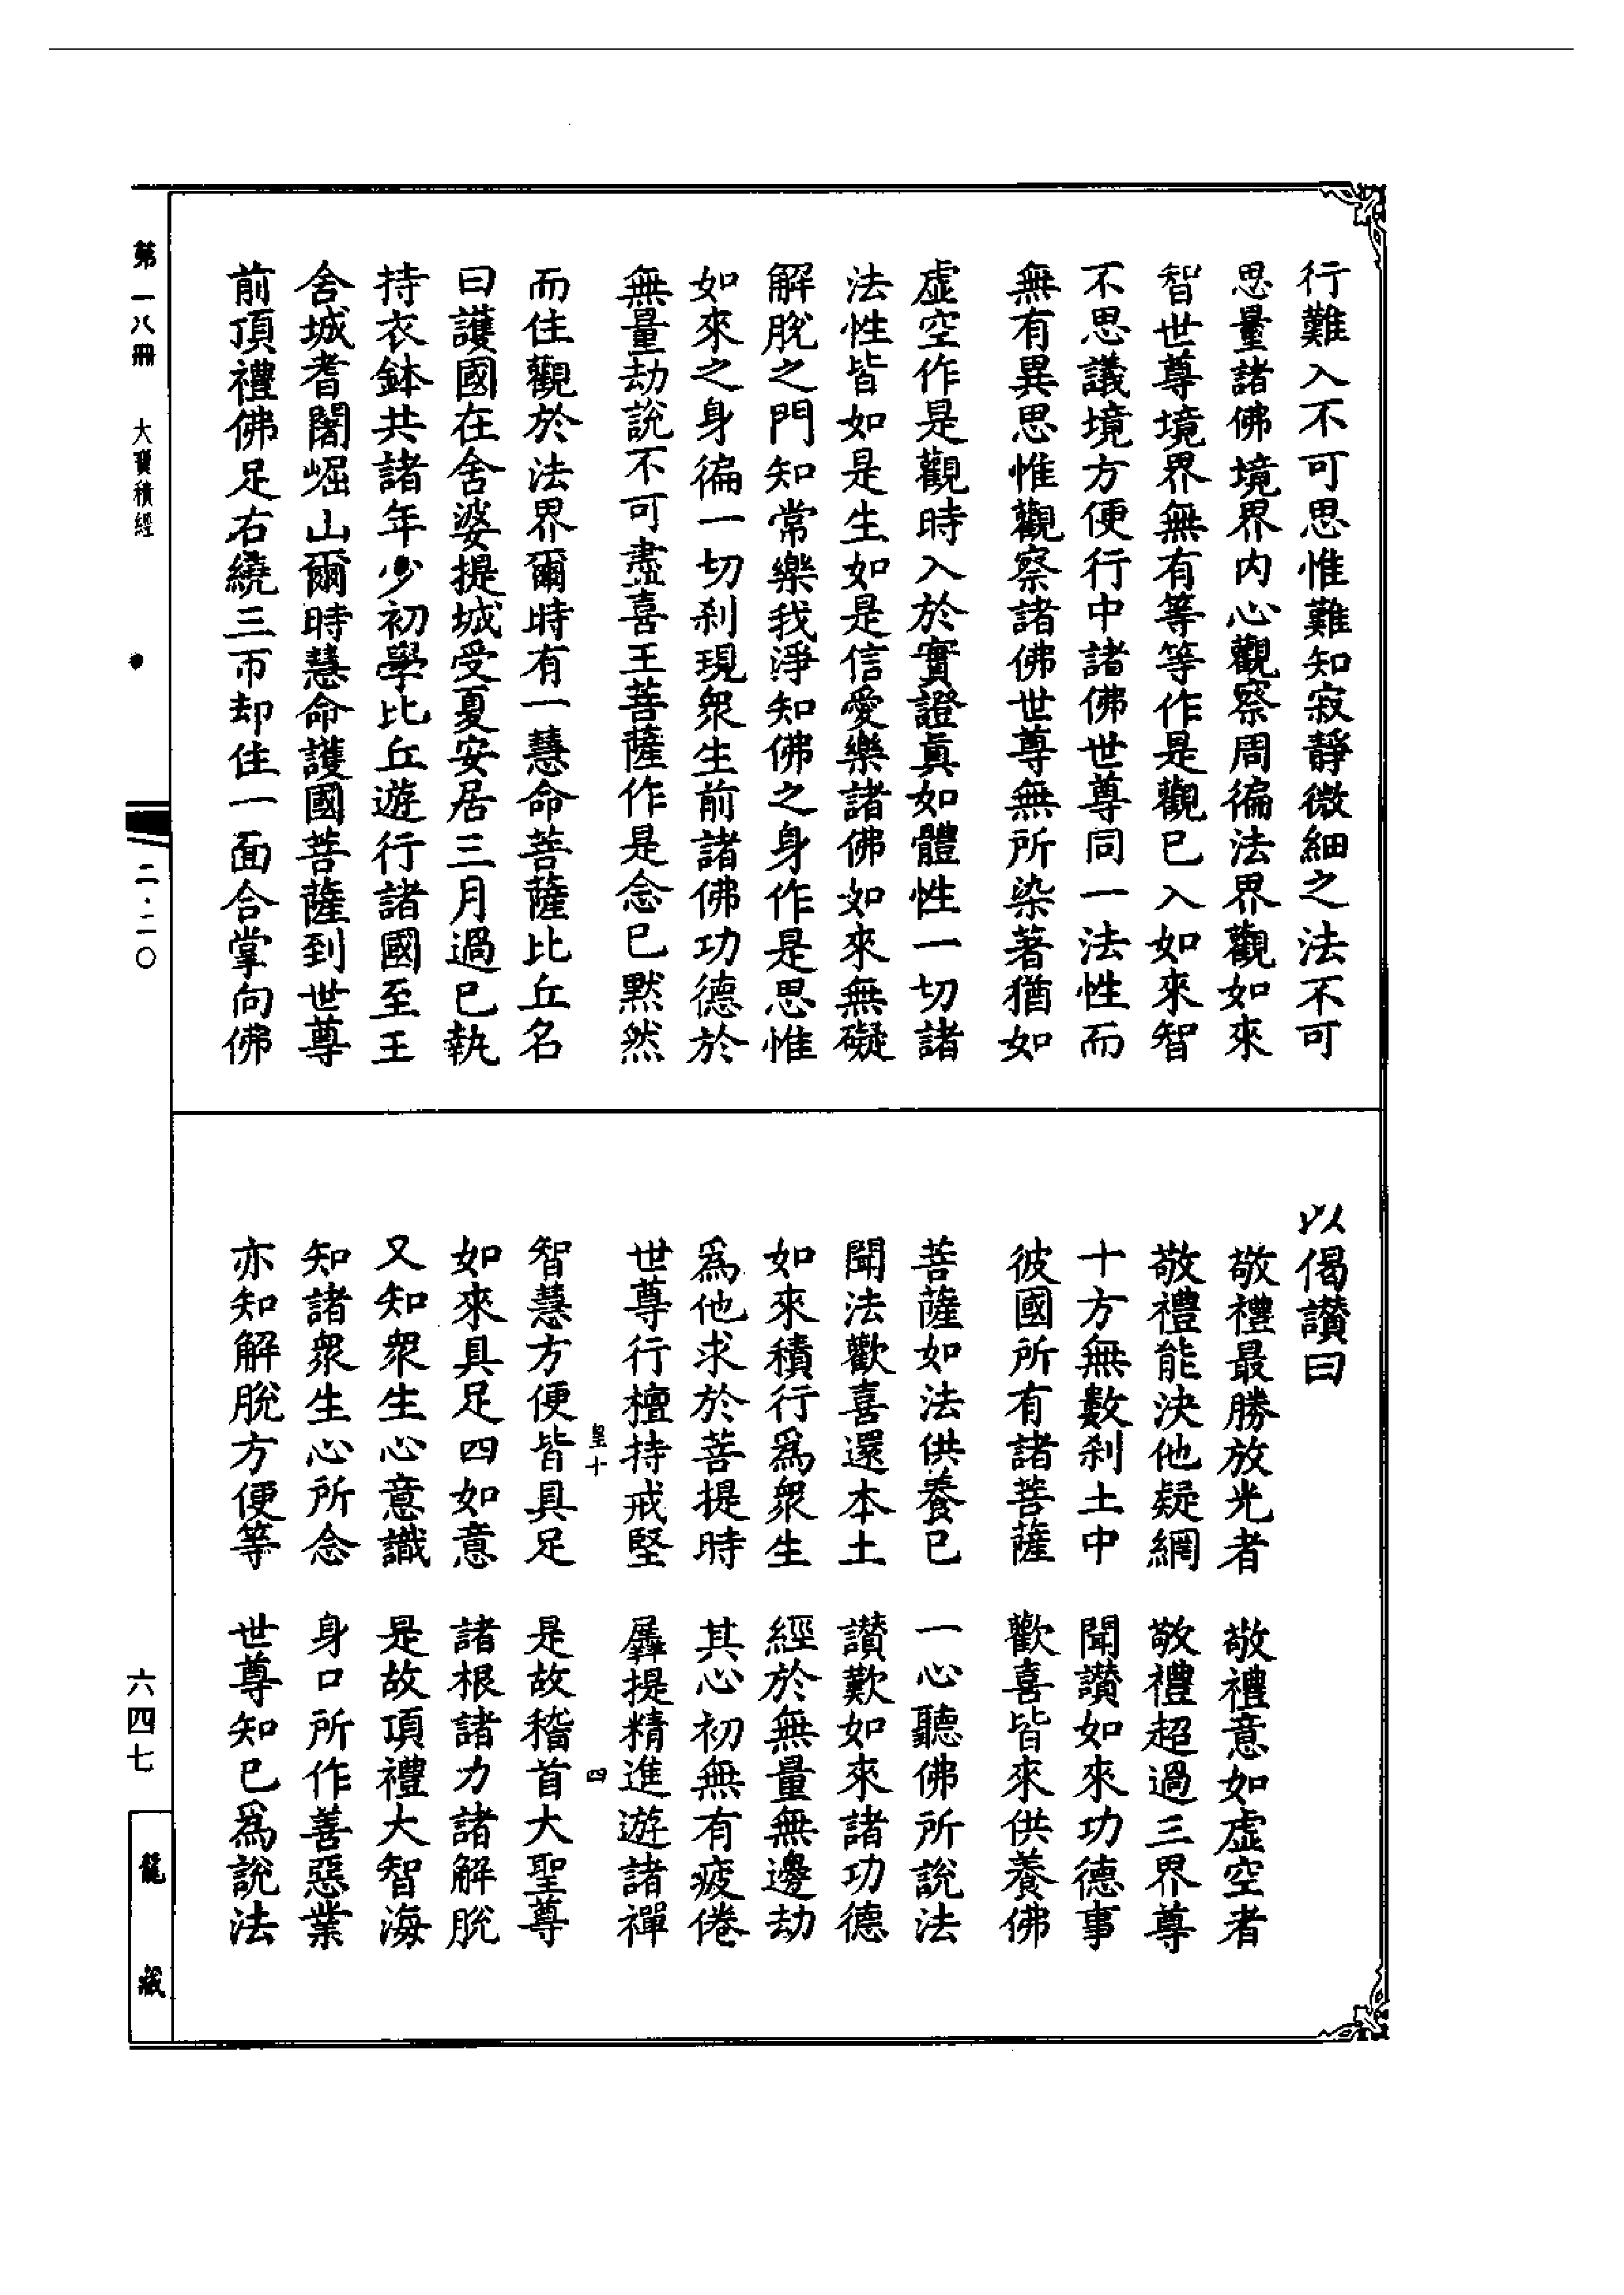 行難入不可思惟難知寂靜微細之法不可
思量諸佛境界內心觀察周徧法界觀如來
智世尊境界無有等等作是觀已入如來智
不思議境方便行中諸佛世尊同一法性而
無有異思惟觀察諸佛世尊無所染著猶如
虛空作是觀時入於實證真如體性一切諸
法性皆如是生如是信愛樂諸佛如來無礙
解脫之門知常樂我淨知佛之身作是思惟
如來之身徧一切剎現眾生前諸佛功德於
無量劫說不可盡喜王菩薩作是念已默然
而住觀於法界爾時有一慧命菩薩比丘名
曰護國在舍婆提城受夏安居三月過已執
持衣鉢共諸年少初學比丘遊行諸國至王
舍城耆闍崛山爾時慧命護國菩薩到世尊
前頂禮佛足右繞三帀却住一面合掌向佛
以偈讚曰
敬禮最勝放光者　敬禮意如虛空者
敬禮能決他疑網　敬禮超過三界尊
十方無數剎土中　聞讚如來功德事
彼國所有諸菩薩　歡喜皆來供養佛
菩薩如法供養已　一心聽佛所說法
聞法歡喜還本土　讚歎如來諸功德
如來積行爲眾生　經於無量無邊劫
爲他求於菩提時　其心初無有疲倦
世尊行檀持戒堅　羼提精進遊諸禪
皇十　四
智慧方便皆具足　是故稽首大聖尊
如來具足四如意　諸根諸力諸解脫
又知眾生心意識　是故頂禮大智海
知諸眾生心所念　身口所作善惡業
亦知解脫方便等　世尊知已爲說法
第一八冊　大寶積經　二·二〇　六四七　龍藏